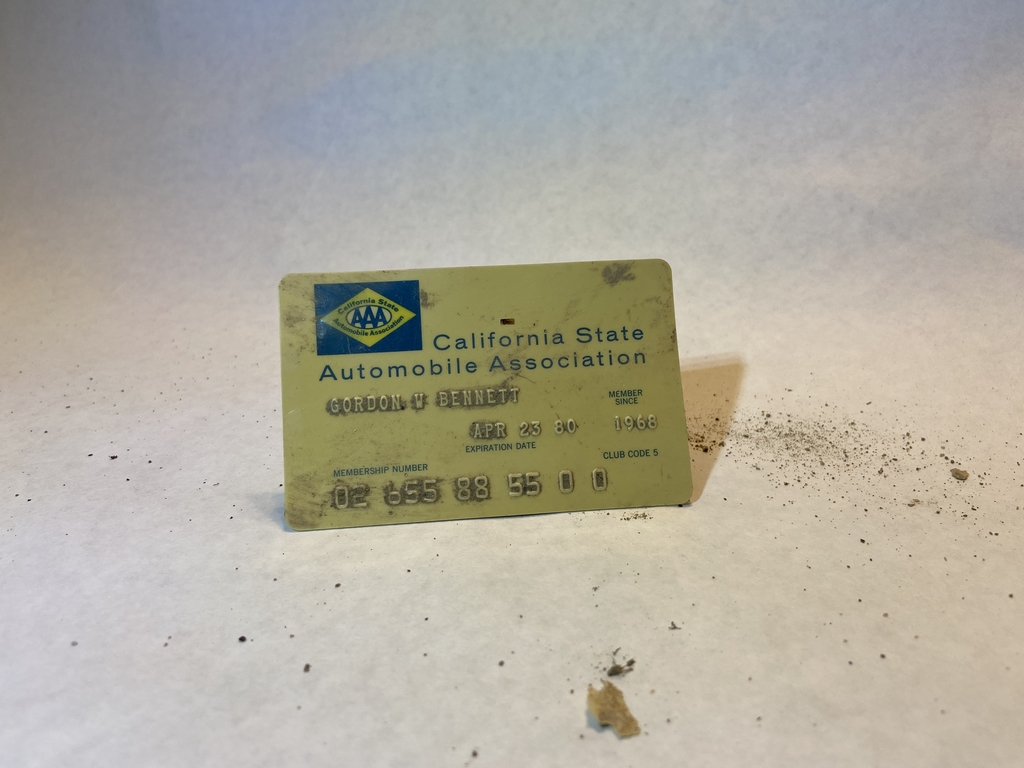 California State
AAA
Automobile Association
California State
Automobile Association
GORDON W BENNETT
MEMBER
SINCE
APR 23 80
1968
EXPIRATION DATE
CLUB CODE 5
MEMBERSHIP NUMBER
02 655 88 55 0 0